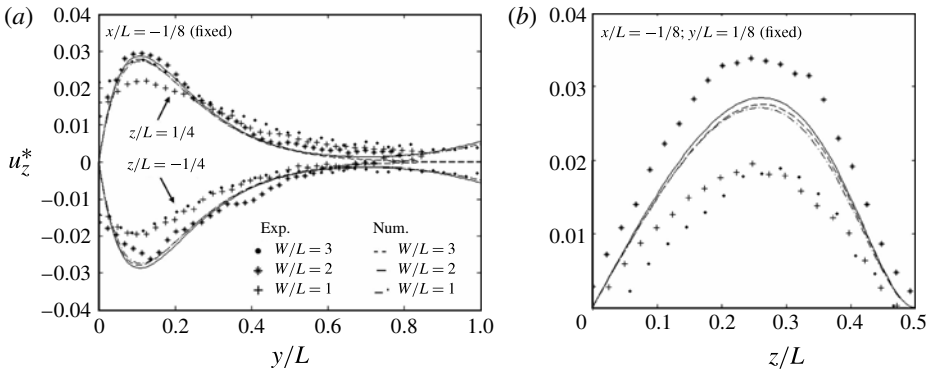 (a)
x/L = −1/8 (fixed)
0.04
0.03
0.02
0.01
0
−0.01
−0.02
−0.03
−0.04
u*z
z/L = 1/4
z/L = −1/4
Exp. Num.
W/L = 3 W/L = 3
W/L = 2 W/L = 2
W/L = 1 W/L = 1
0 0.2 0.4 0.6 0.8 1.0
y/L
(b)
x/L = −1/8; y/L = 1/8 (fixed)
0.04
0.03
0.02
0.01
0 0.1 0.2 0.3 0.4 0.5
z/L